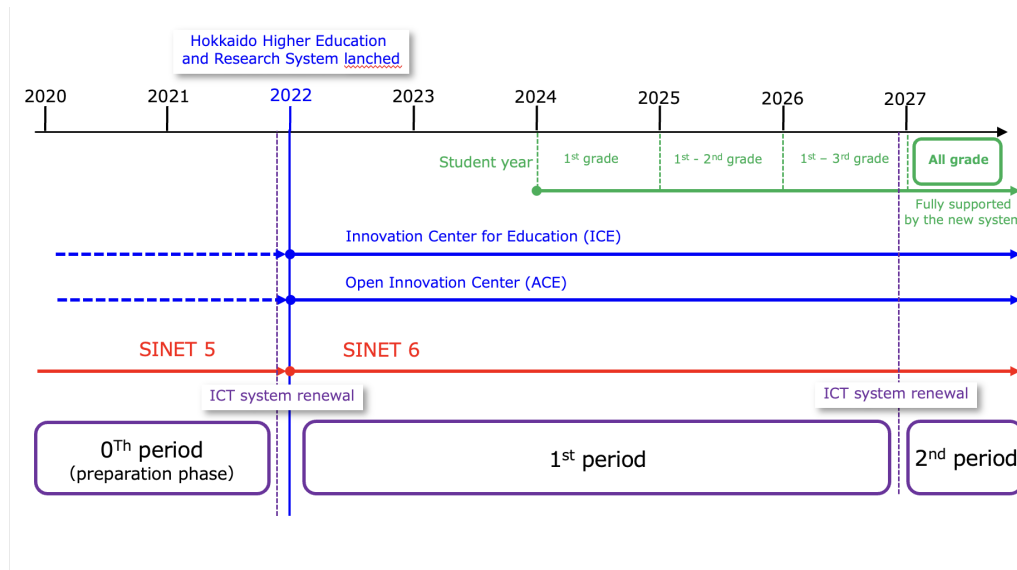 Hokkaido Higher Education
and Research System lanched
2020 2021 2022 2023 2024 2025 2026 2027
Student year 1st grade 1st - 2nd grade 1st – 3rd grade All grade
Fully supported
by the new system
Innovation Center for Education (ICE)
Open Innovation Center (ACE)
SINET 5 SINET 6
ICT system renewal ICT system renewal
0Th period
(preparation phase)
1st period
2nd period